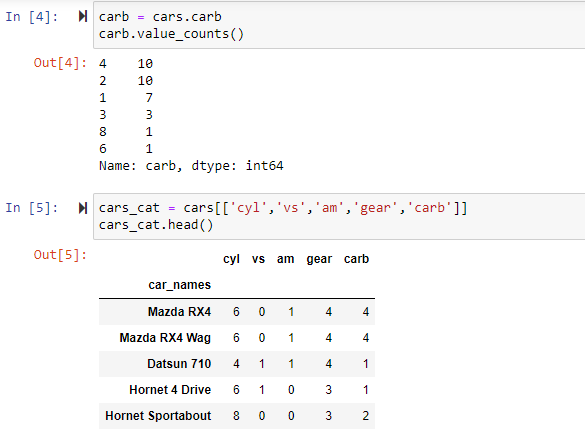 In [4]: carb = cars.carb
carb.value_counts()
Out[4]: 4 10
2 10
1 7
3 3
8 1
6 1
Name: carb, dtype: int64
In [5]: cars_cat = cars[['cyl','vs','am','gear','carb']]
cars_cat.head()
Out[5]:
cyl vs am gear carb
car_names
Mazda RX4 6 0 1 4 4
Mazda RX4 Wag 6 0 1 4 4
Datsun 710 4 1 1 4 1
Hornet 4 Drive 6 1 0 3 1
Hornet Sportabout 8 0 0 3 2